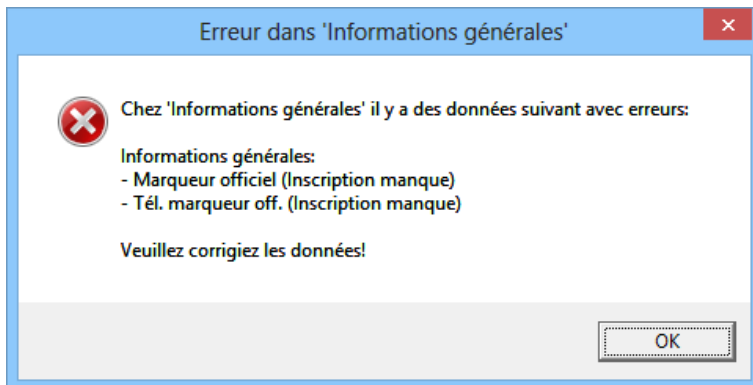 Erreur dans 'Informations générales'
Chez 'Informations générales' il y a des données suivant avec erreurs:
Informations générales:
- Marqueur officiel (Inscription manque)
- Tél. marqueur off. (Inscription manque)
Veuillez corrigiez les données!
OK